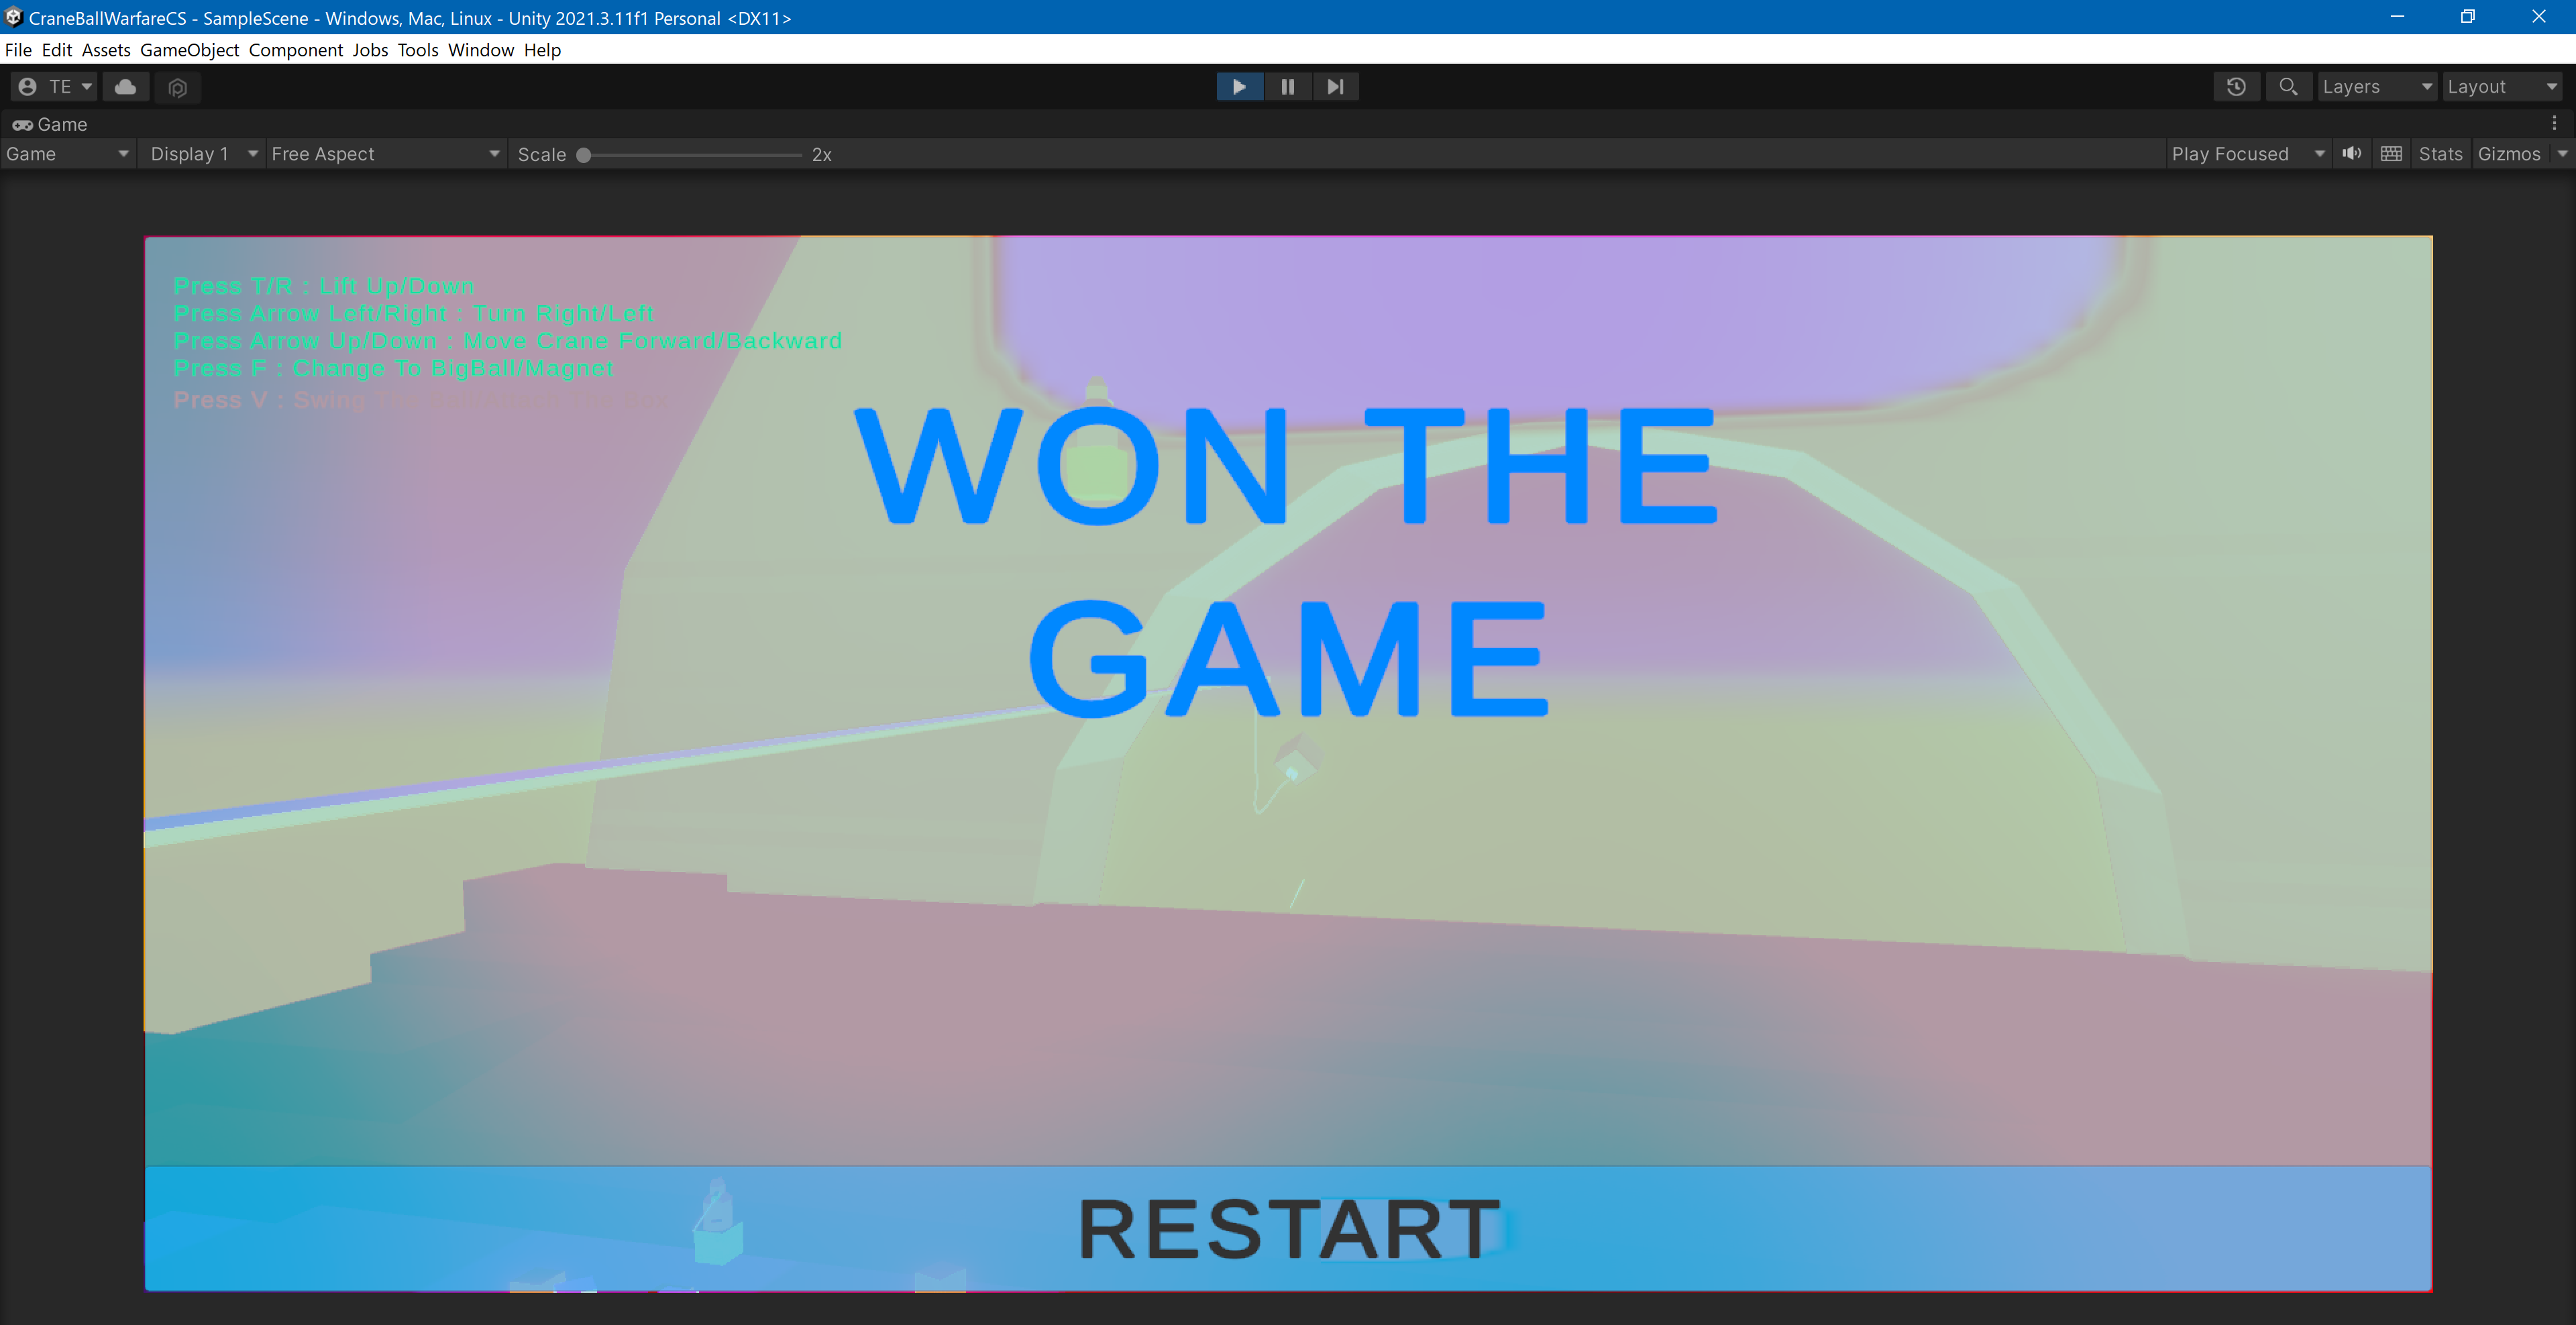 CraneBallWarfareCS - SampleScene - Windows, Mac, Linux - Unity 2021.3.11f1 Personal <DX11>
File Edit Assets GameObject Component Jobs Tools Window Help
TE Layers Layout
Game
Game Display 1 Free Aspect Scale 2x Play Focused Stats Gizmos
Press T/R : Lift Up/Down
Press Arrow Left/Right : Turn Right/Left
Press Arrow Up/Down : Move Crane Forward/Backward
Press F : Change To BigBall/Magnet
Press V : Swing
WON THE
GAME
RESTART